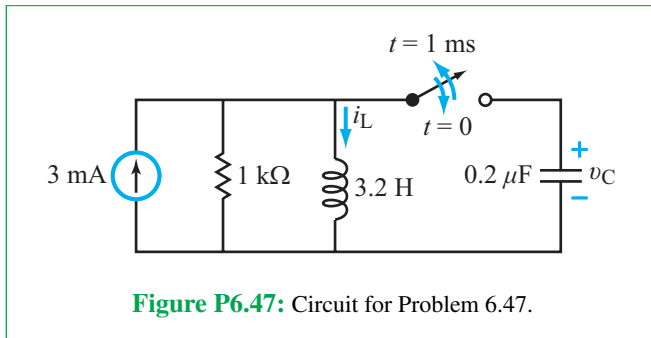 t = 1 ms
iL
t = 0
3 mA
1 kΩ
3.2 H
0.2 μF
+
υC
−
Figure P6.47: Circuit for Problem 6.47.